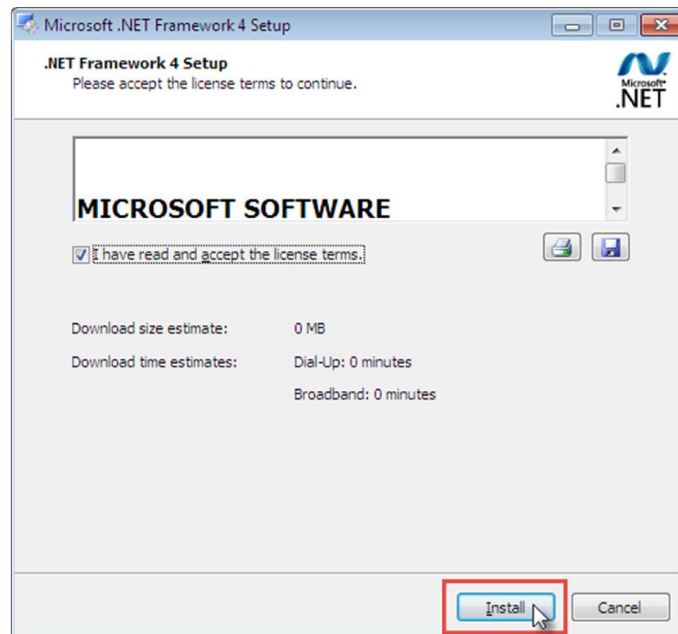 Microsoft .NET Framework 4 Setup
.NET Framework 4 Setup
Please accept the license terms to continue.
Microsoft
.NET
MICROSOFT SOFTWARE
I have read and accept the license terms.
Download size estimate: 0 MB
Download time estimates: Dial-Up: 0 minutes
Broadband: 0 minutes
Install Cancel